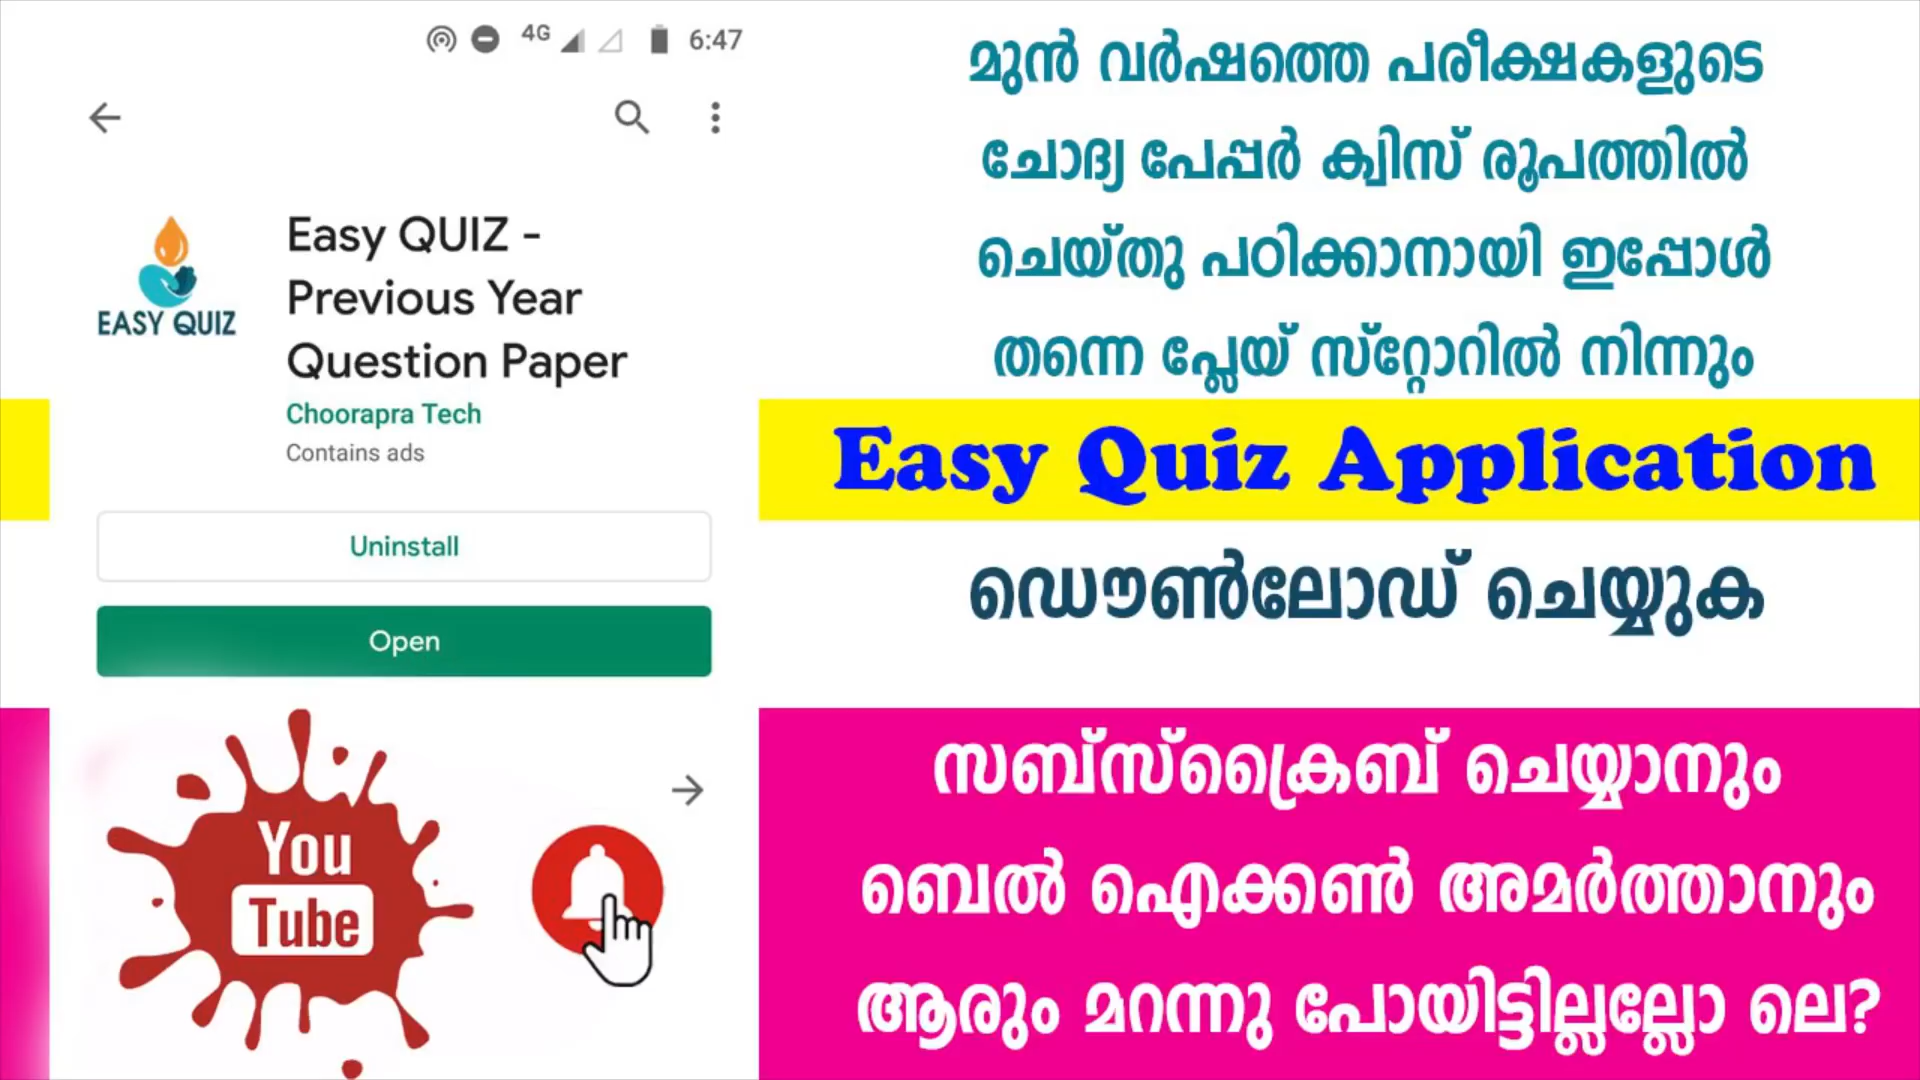 4G 6:47
EASY QUIZ
Easy QUIZ -
Previous Year
Question Paper
Choorapra Tech
Contains ads
Uninstall
Open
You
Tube
മുൻ വർഷത്തെ പരീക്ഷകളുടെ
ചോദ്യ പേപ്പർ ക്വിസ് രൂപത്തിൽ
ചെയ്തു പഠിക്കാനായി ഇപ്പോൾ
തന്നെ പ്ലേയ് സ്റ്റോറിൽ നിന്നും
Easy Quiz Application
ഡൌൺലോഡ് ചെയ്യുക
സബ്സ്ക്രൈബ് ചെയ്യാനും
ബെൽ ഐക്കൺ അമർത്താനും
ആരും മറന്നു പോയിട്ടില്ലല്ലോ ലെ?